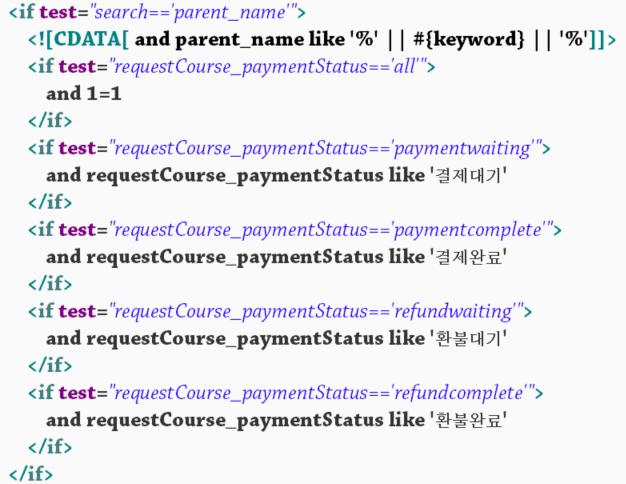 <if test="search=='parent_name'">
<![CDATA[ and parent_name like '%' || #{keyword} || '%']]>
<if test="requestCourse_paymentStatus=='all'">
and 1=1
</if>
<if test="requestCourse_paymentStatus=='paymentwaiting'">
and requestCourse_paymentStatus like '결제대기'
</if>
<if test="requestCourse_paymentStatus=='paymentcomplete'">
and requestCourse_paymentStatus like '결제완료'
</if>
<if test="requestCourse_paymentStatus=='refundwaiting'">
and requestCourse_paymentStatus like '환불대기'
</if>
<if test="requestCourse_paymentStatus=='refundcomplete'">
and requestCourse_paymentStatus like '환불완료'
</if>
</if>